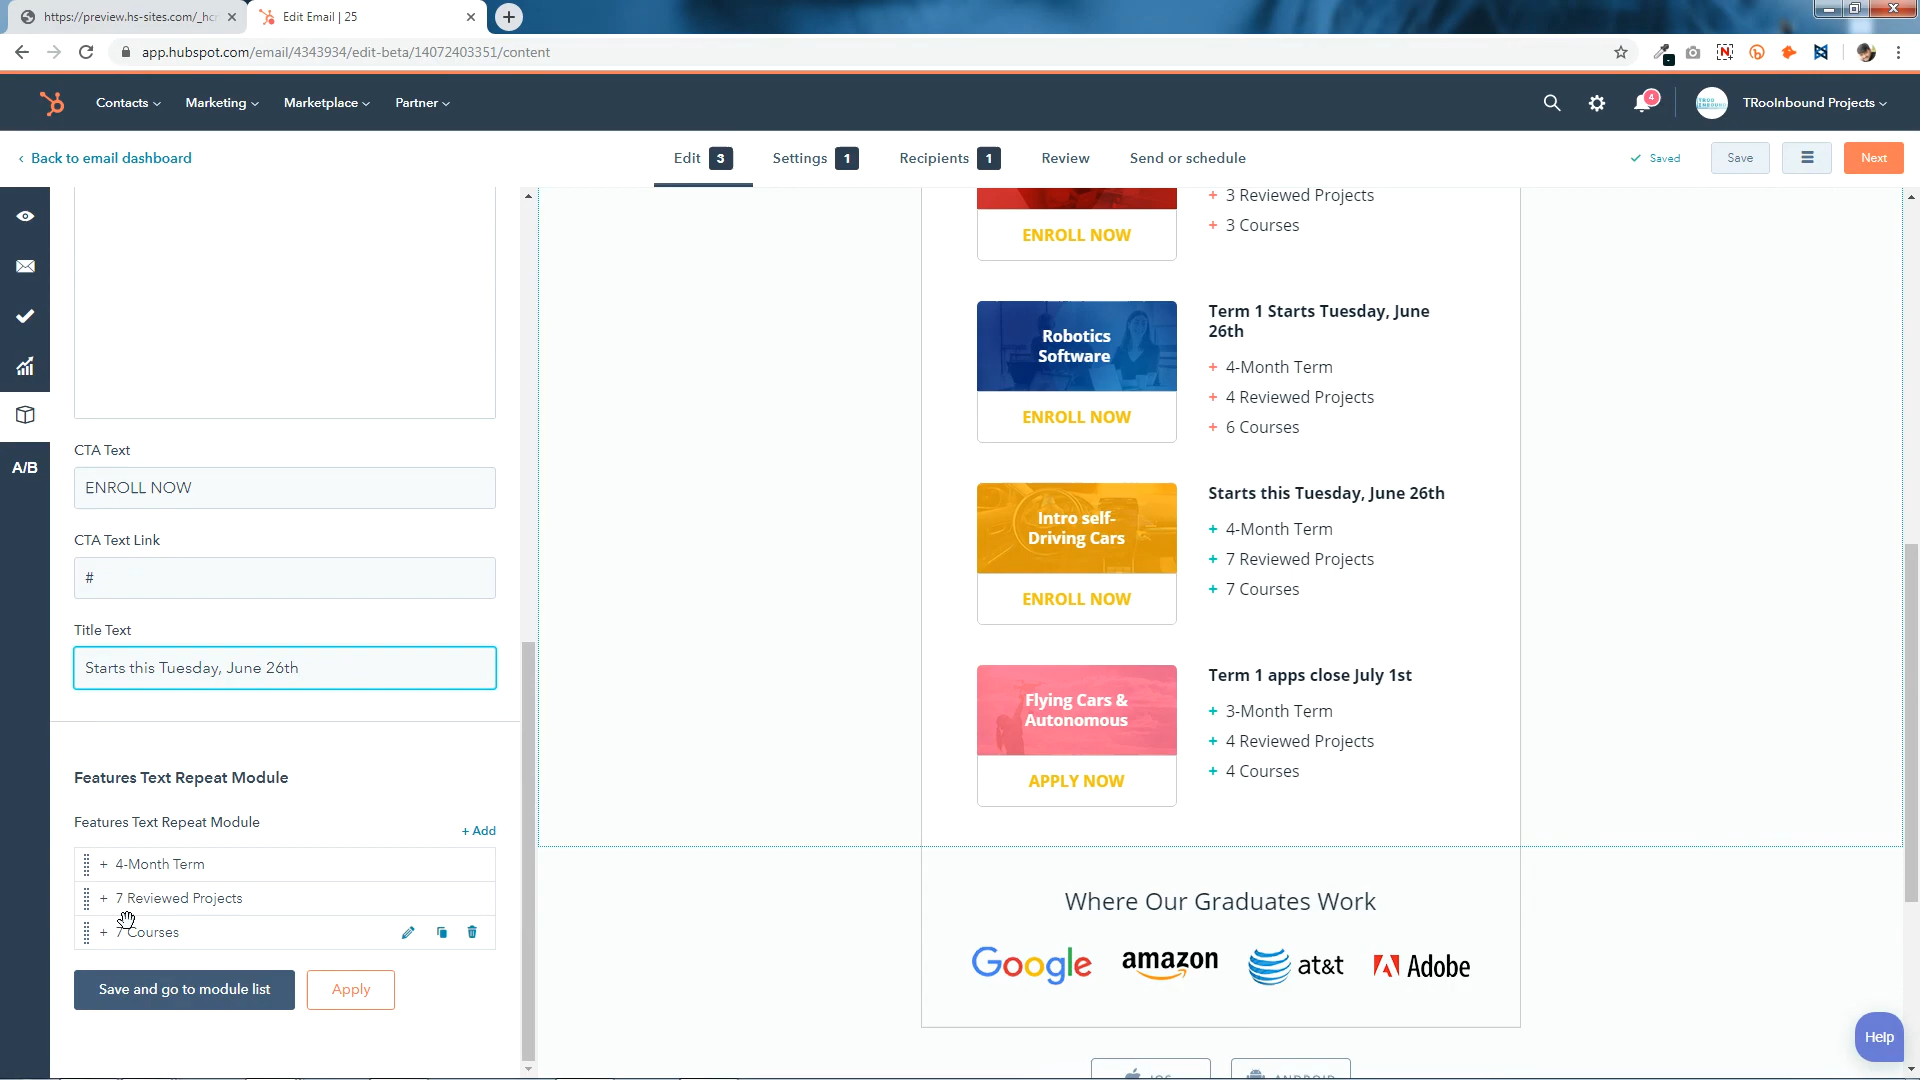 https://preview.hs-sites.com/_hcm
Edit Email | 25
app.hubspot.com/email/4343934/edit-beta/14072403351/content
Contacts
Marketing
Marketplace
Partner
4
TRooInbound Projects
Back to email dashboard
Edit 3
Settings 1
Recipients 1
Review
Send or schedule
Saved
Save
Next
A/B
CTA Text
ENROLL NOW
CTA Text Link
#
Title Text
Starts this Tuesday, June 26th
Features Text Repeat Module
Features Text Repeat Module
+ Add
+ 4-Month Term
+ 7 Reviewed Projects
+ 7 Courses
Save and go to module list
Apply
ENROLL NOW
+ 3 Reviewed Projects
+ 3 Courses
Robotics
Software
ENROLL NOW
Term 1 Starts Tuesday, June
26th
+ 4-Month Term
+ 4 Reviewed Projects
+ 6 Courses
Intro self-
Driving Cars
ENROLL NOW
Starts this Tuesday, June 26th
+ 4-Month Term
+ 7 Reviewed Projects
+ 7 Courses
Flying Cars &
Autonomous
APPLY NOW
Term 1 apps close July 1st
+ 3-Month Term
+ 4 Reviewed Projects
+ 4 Courses
Where Our Graduates Work
Google
amazon
at&t
Adobe
Help